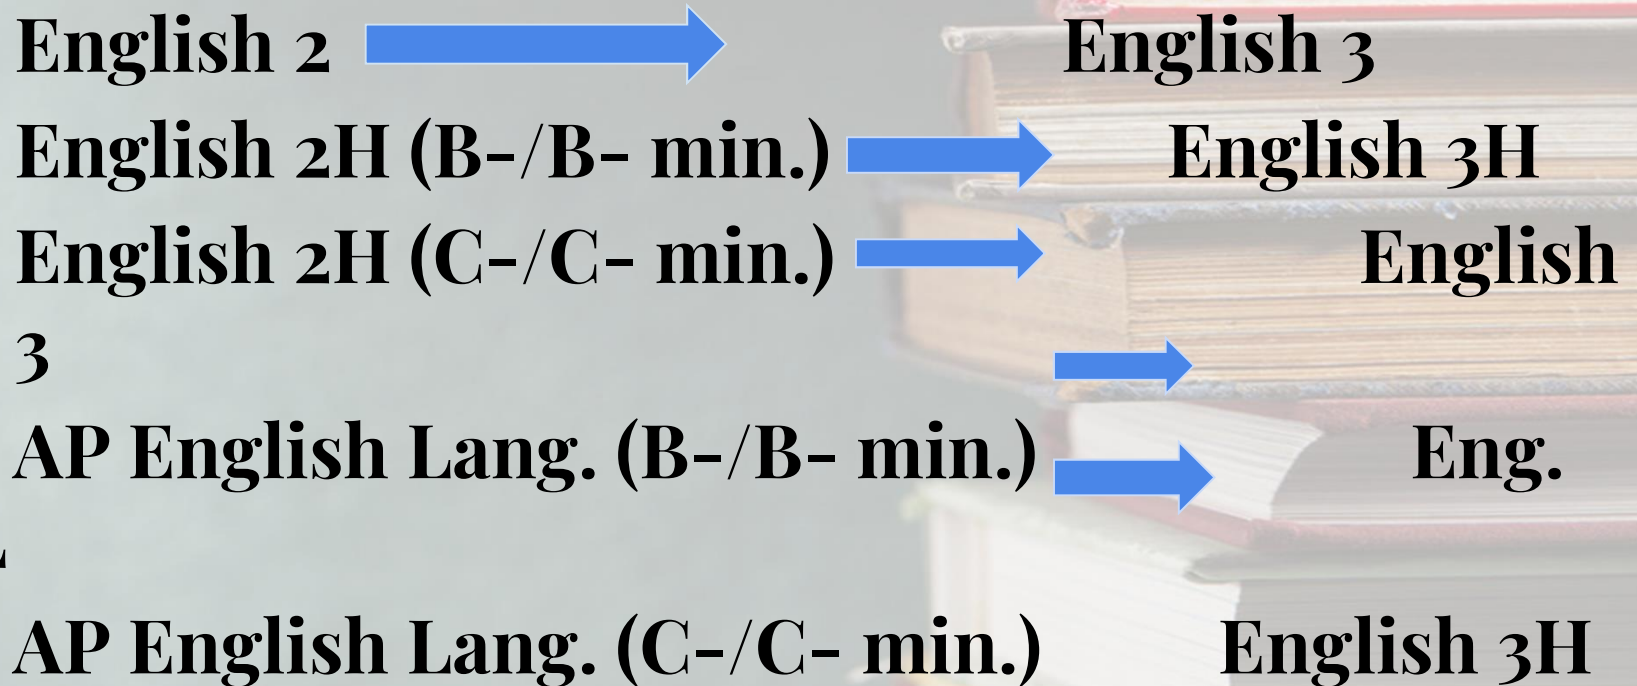 English 2 English 3
English 2H (B-/B- min.) English 3H
English 2H (C-/C- min.) English
3
AP English Lang. (B-/B- min.) Eng.
AP English Lang. (C-/C- min.) English 3H